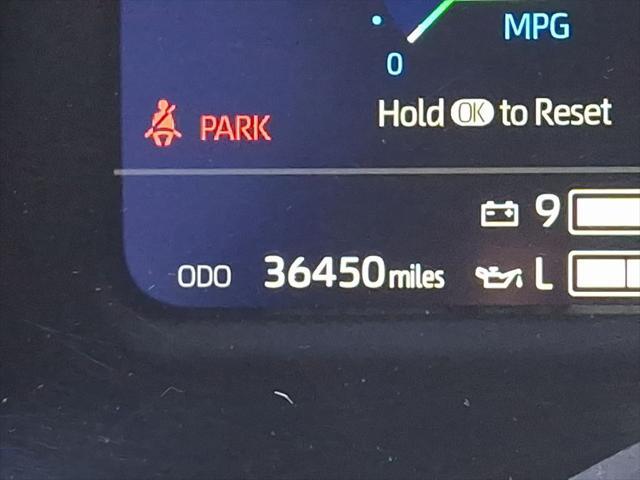 MPG
0
Hold OK to Reset
PARK
9
ODO 36450 miles
L